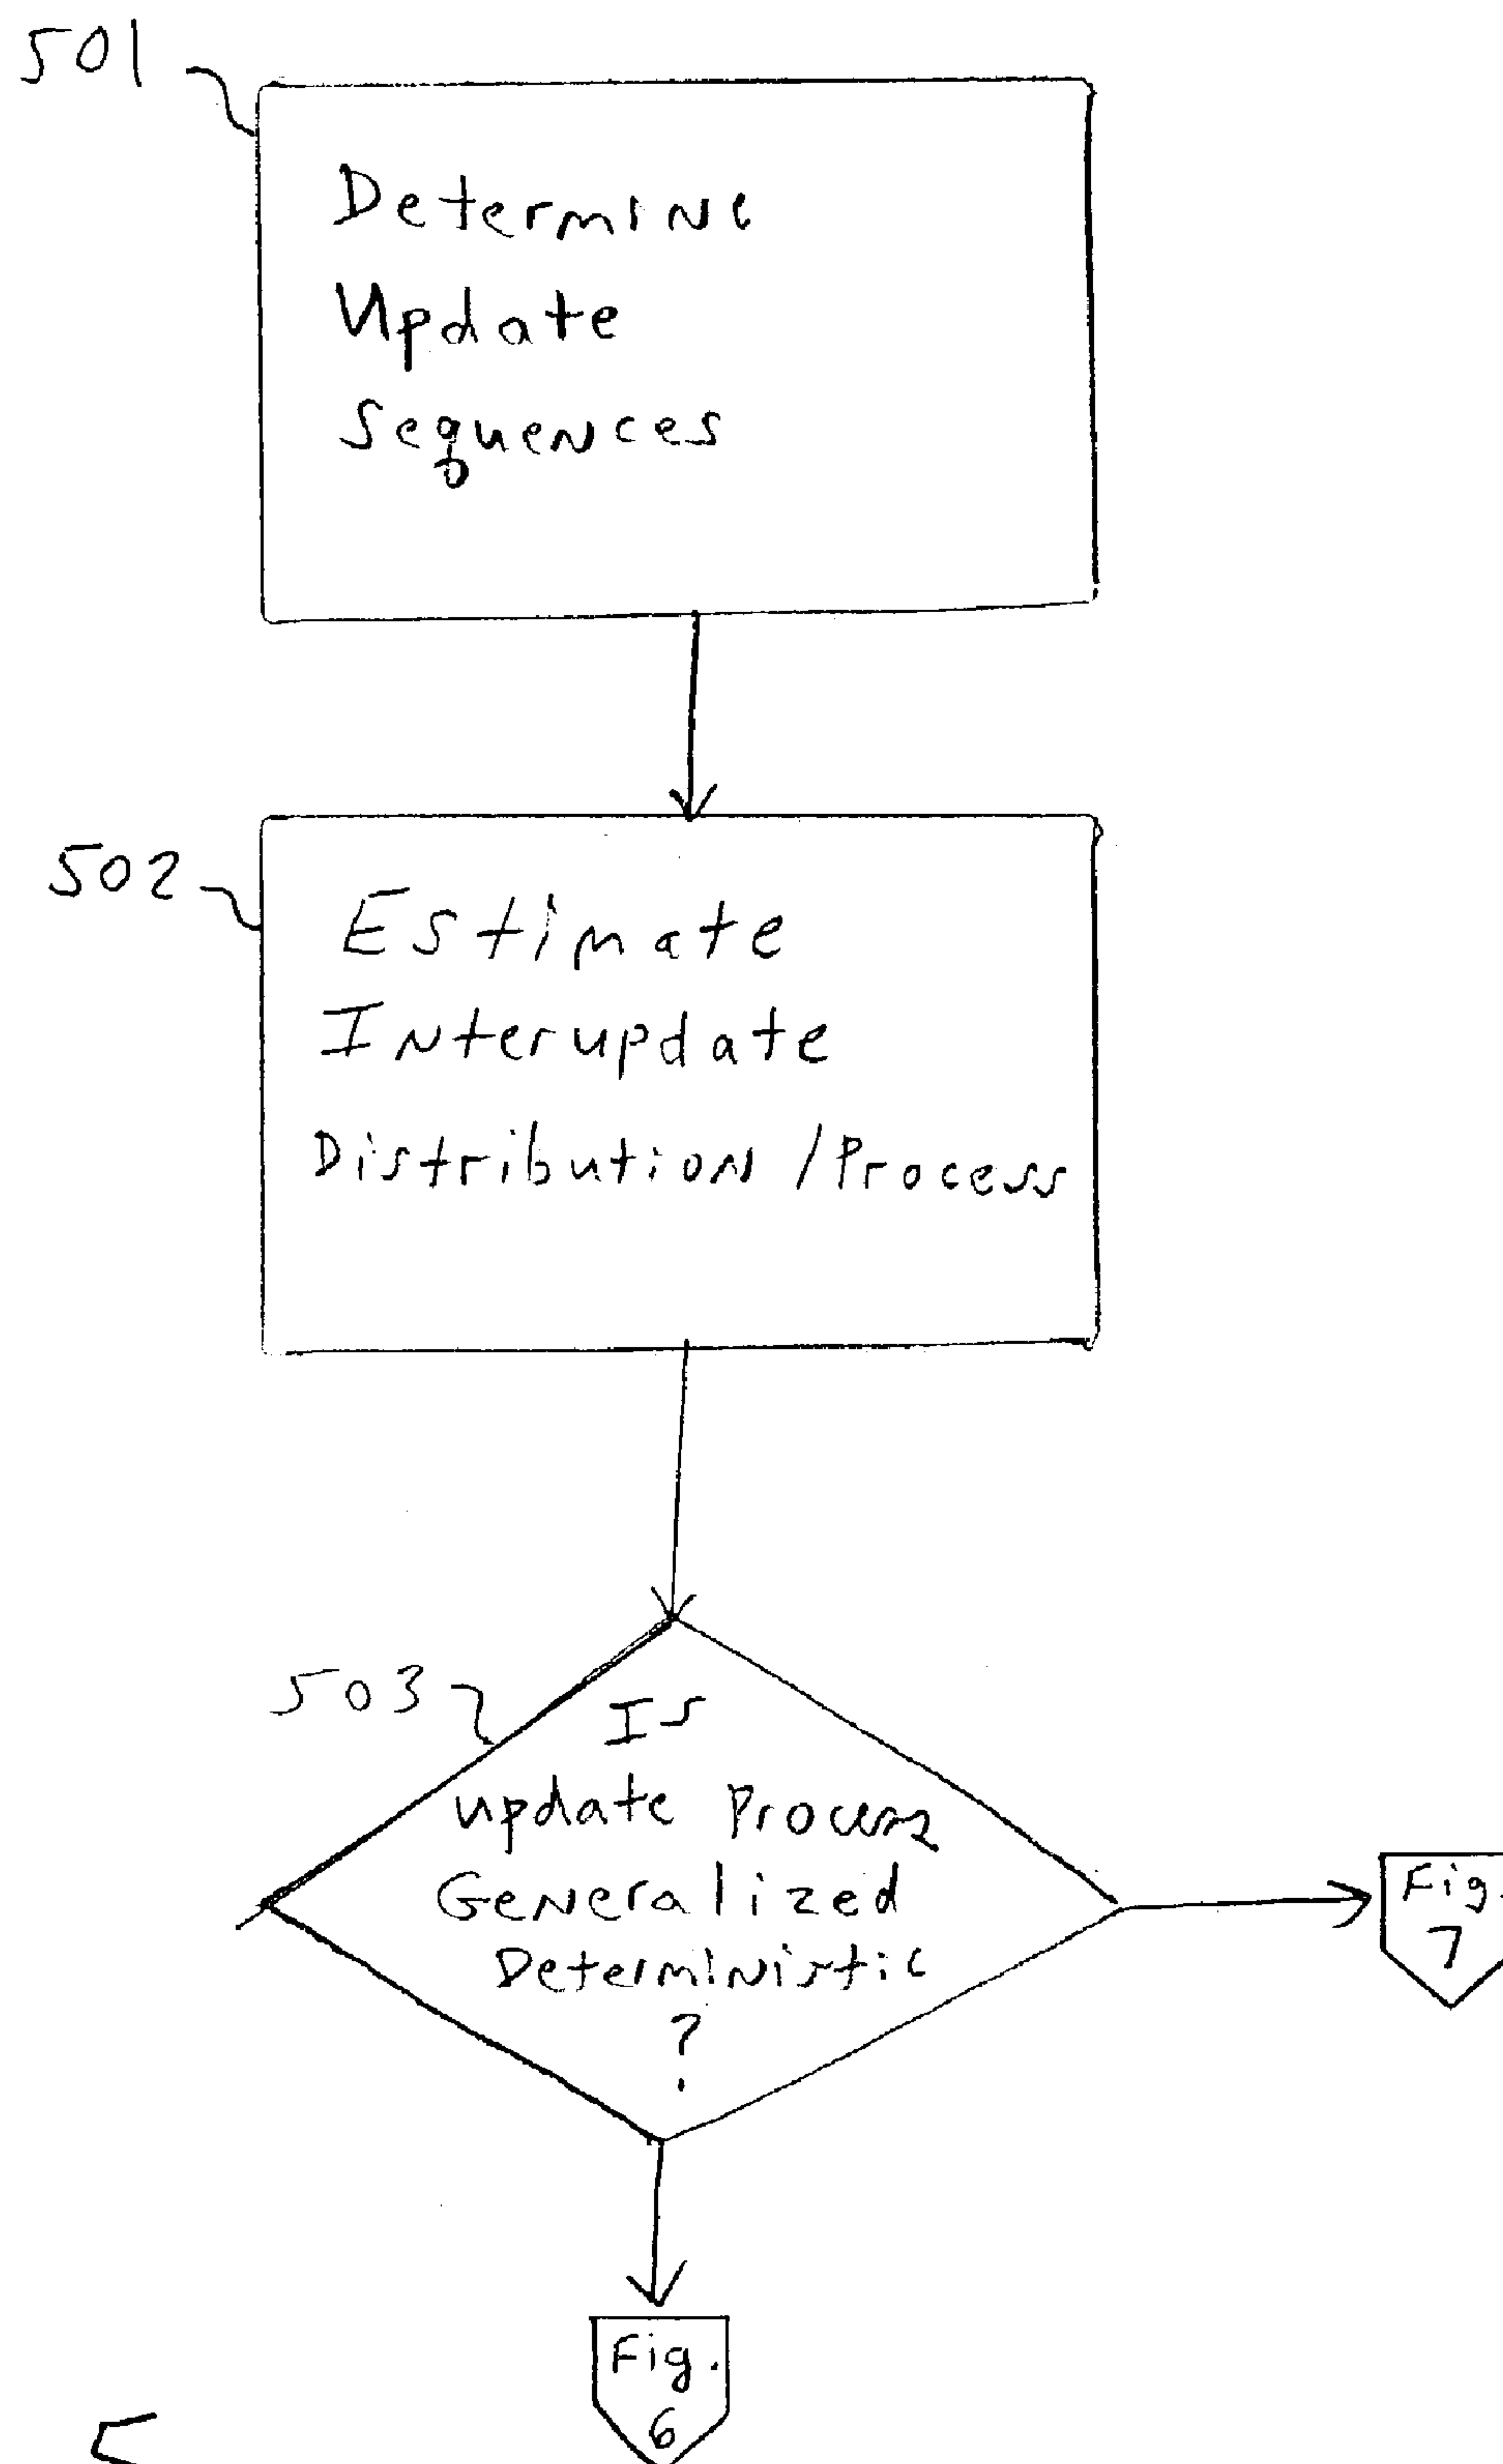 501
Determine
Update
Sequences
502
Estimate
Interupdate
Distribution / Process
503
Is
update Process
Generalized
Deterministic
?
Fig.
7
Fig.
6
5